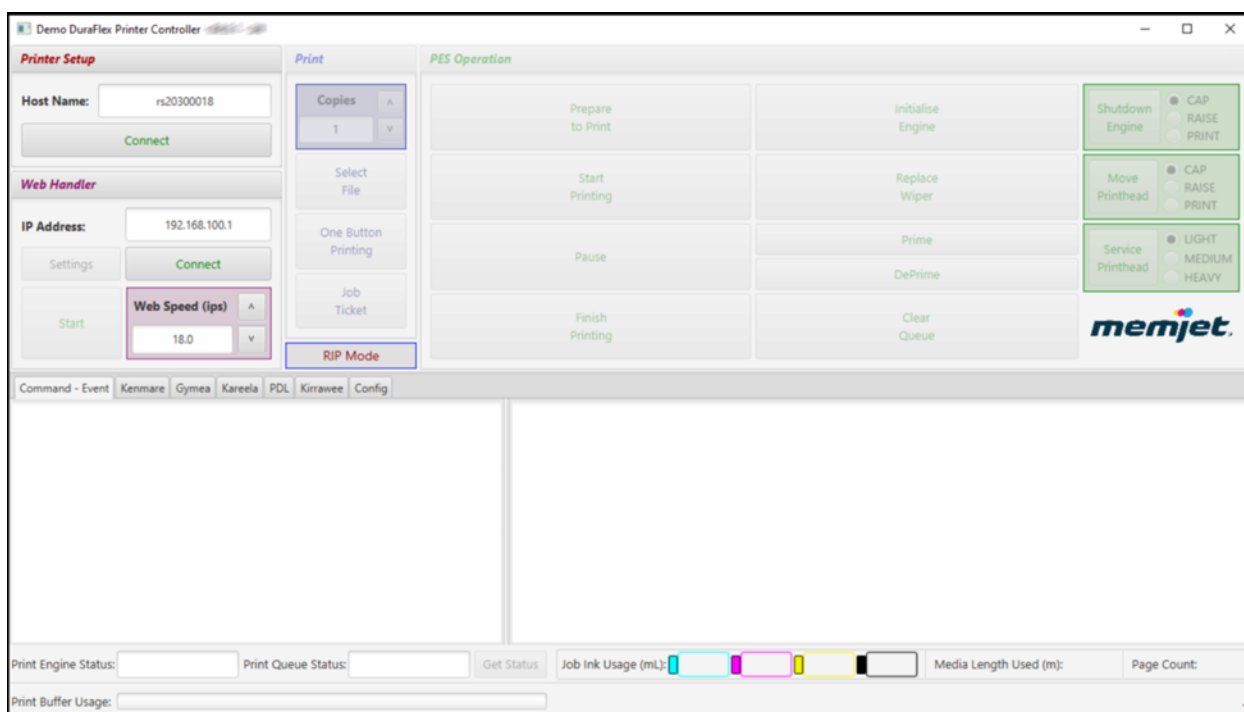 Demo DuraFlex Printer Controller
Printer Setup
Host Name: rs20300018
Connect
Web Handler
IP Address: 192.168.100.1
Settings Connect
Start
Web Speed (ips) ˄
18.0 ˅
Print
Copies ˄
1 ˅
Select
File
One Button
Printing
Job
Ticket
RIP Mode
PES Operation
Prepare
to Print
Initialise
Engine
Start
Printing
Replace
Wiper
Pause
Prime
DePrime
Finish
Printing
Clear
Queue
Shutdown
Engine
CAP
RAISE
PRINT
Move
Printhead
CAP
RAISE
PRINT
Service
Printhead
LIGHT
MEDIUM
HEAVY
memjet.
Command - Event Kenmare Gymea Kareela PDL Kirrawee Config
Print Engine Status: Print Queue Status: Get Status Job Ink Usage (mL): Media Length Used (m): Page Count:
Print Buffer Usage: